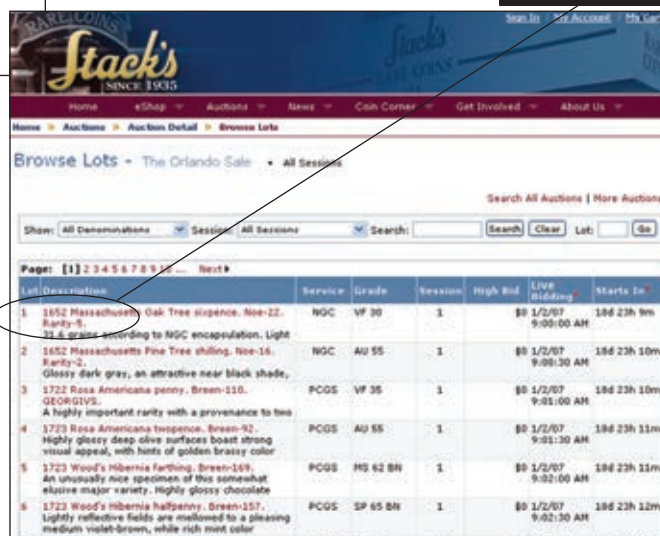 Sign In My Account My Car
RARE COINS
Stack's
SINCE 1935
Stack's
RARE COINS
Home eShop Auctions News Coin Corner Get Involved About Us
Home Auctions Auction Detail Browse Lots
Browse Lots - The Orlando Sale • All Sessions
Search All Auctions | More Auctions
Show: All Denominations Session: All Sessions Search: Search Clear Lot: Go
Page: [1] 2 3 4 5 6 7 8 9 10 ... Next
Lot Description Service Grade Session High Bid Live Bidding* Starts In*
1 1652 Massachusetts Oak Tree sixpence. Noe-22. NGC VF 30 1 $0 1/2/07 18d 23h 9m
Rarity-5. 9:00:00 AM
31.6 grains according to NGC encapsulation. Light
2 1652 Massachusetts Pine Tree shilling. Noe-16. NGC AU 55 1 $0 1/2/07 18d 23h 10m
Rarity-2. 9:00:30 AM
Glossy dark gray, an attractive near black shade,
3 1722 Rosa Americana penny. Breen-110. PCGS VF 35 1 $0 1/2/07 18d 23h 10m
GEORGIVS. 9:01:00 AM
A highly important rarity with a provenance to two
4 1723 Rosa Americana twopence. Breen-92. PCGS AU 55 1 $0 1/2/07 18d 23h 11m
Highly glossy deep olive surfaces boast strong 9:01:30 AM
visual appeal, with hints of golden brassy color
5 1723 Wood's Hibernia farthing. Breen-169. PCGS MS 62 BN 1 $0 1/2/07 18d 23h 11m
An unusually nice specimen of this somewhat 9:02:00 AM
elusive major variety. Highly glossy chocolate
6 1723 Wood's Hibernia halfpenny. Breen-157. PCGS SP 65 BN 1 $0 1/2/07 18d 23h 12m
Lightly reflective fields are mellowed to a pleasing 9:02:30 AM
medium violet-brown, while rich mint color